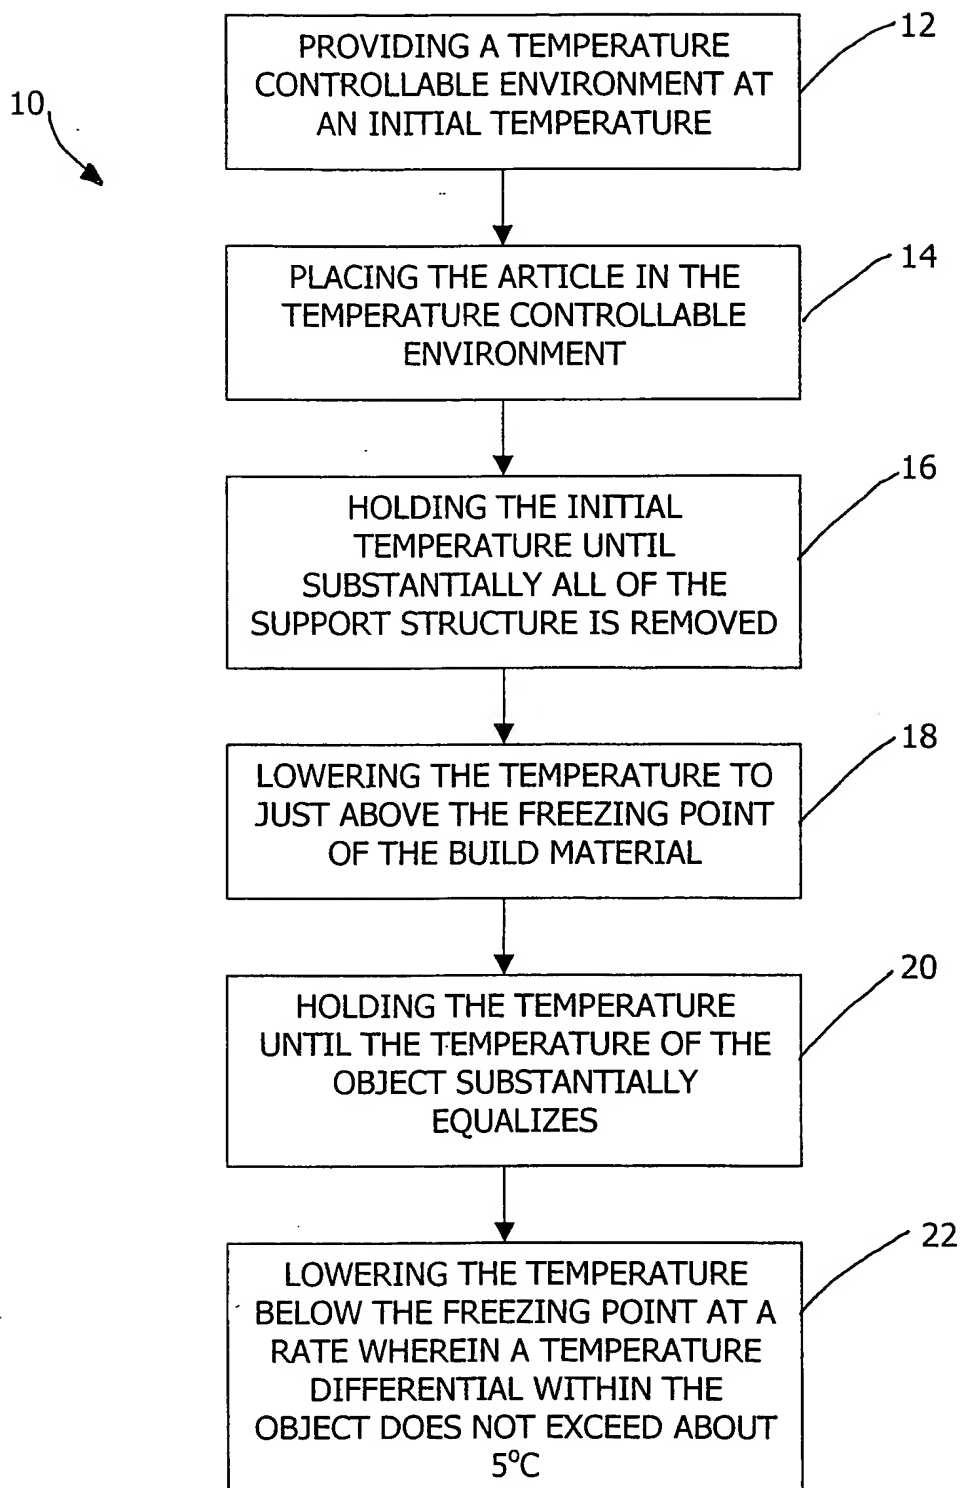 12
PROVIDING A TEMPERATURE
CONTROLLABLE ENVIRONMENT AT
AN INITIAL TEMPERATURE
10
14
PLACING THE ARTICLE IN THE
TEMPERATURE CONTROLLABLE
ENVIRONMENT
16
HOLDING THE INITIAL
TEMPERATURE UNTIL
SUBSTANTIALLY ALL OF THE
SUPPORT STRUCTURE IS REMOVED
18
LOWERING THE TEMPERATURE TO
JUST ABOVE THE FREEZING POINT
OF THE BUILD MATERIAL
20
HOLDING THE TEMPERATURE
UNTIL THE TEMPERATURE OF THE
OBJECT SUBSTANTIALLY
EQUALIZES
22
LOWERING THE TEMPERATURE
BELOW THE FREEZING POINT AT A
RATE WHEREIN A TEMPERATURE
DIFFERENTIAL WITHIN THE
OBJECT DOES NOT EXCEED ABOUT
5°C